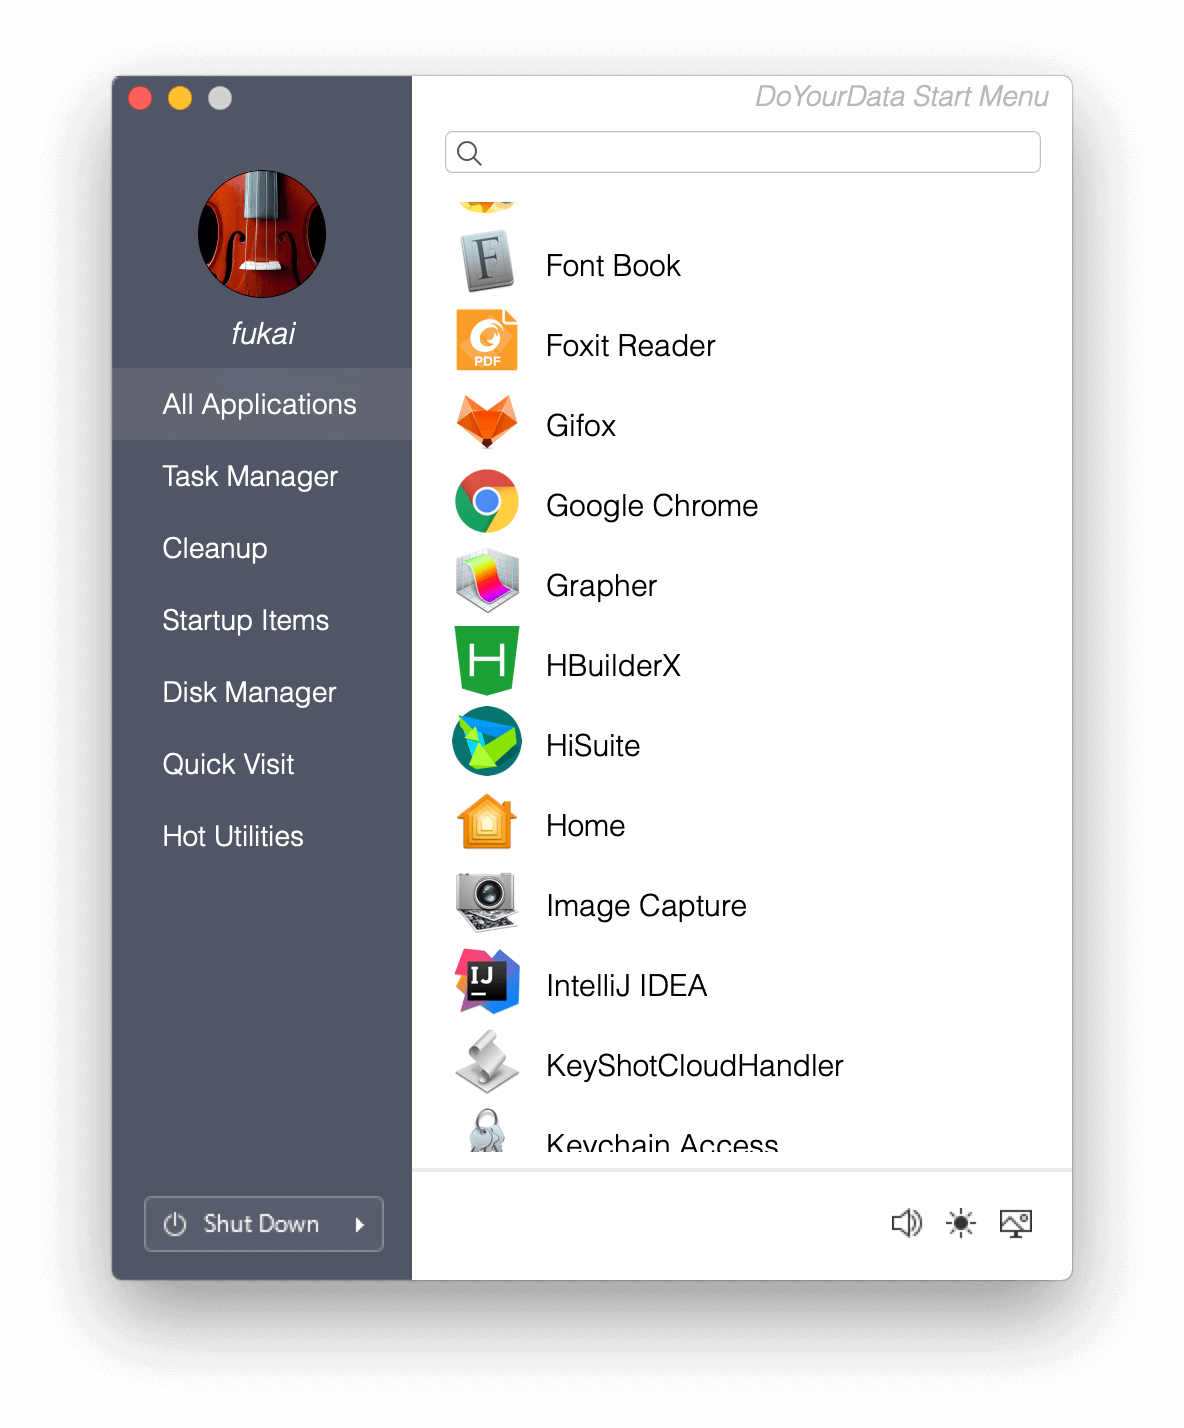 DoYourData Start Menu
fukai
All Applications
Task Manager
Cleanup
Startup Items
Disk Manager
Quick Visit
Hot Utilities
Shut Down
F
Font Book
PDF
Foxit Reader
Gifox
Google Chrome
Grapher
H
HBuilderX
HiSuite
Home
Image Capture
IJ
IntelliJ IDEA
KeyShotCloudHandler
Keychain Access